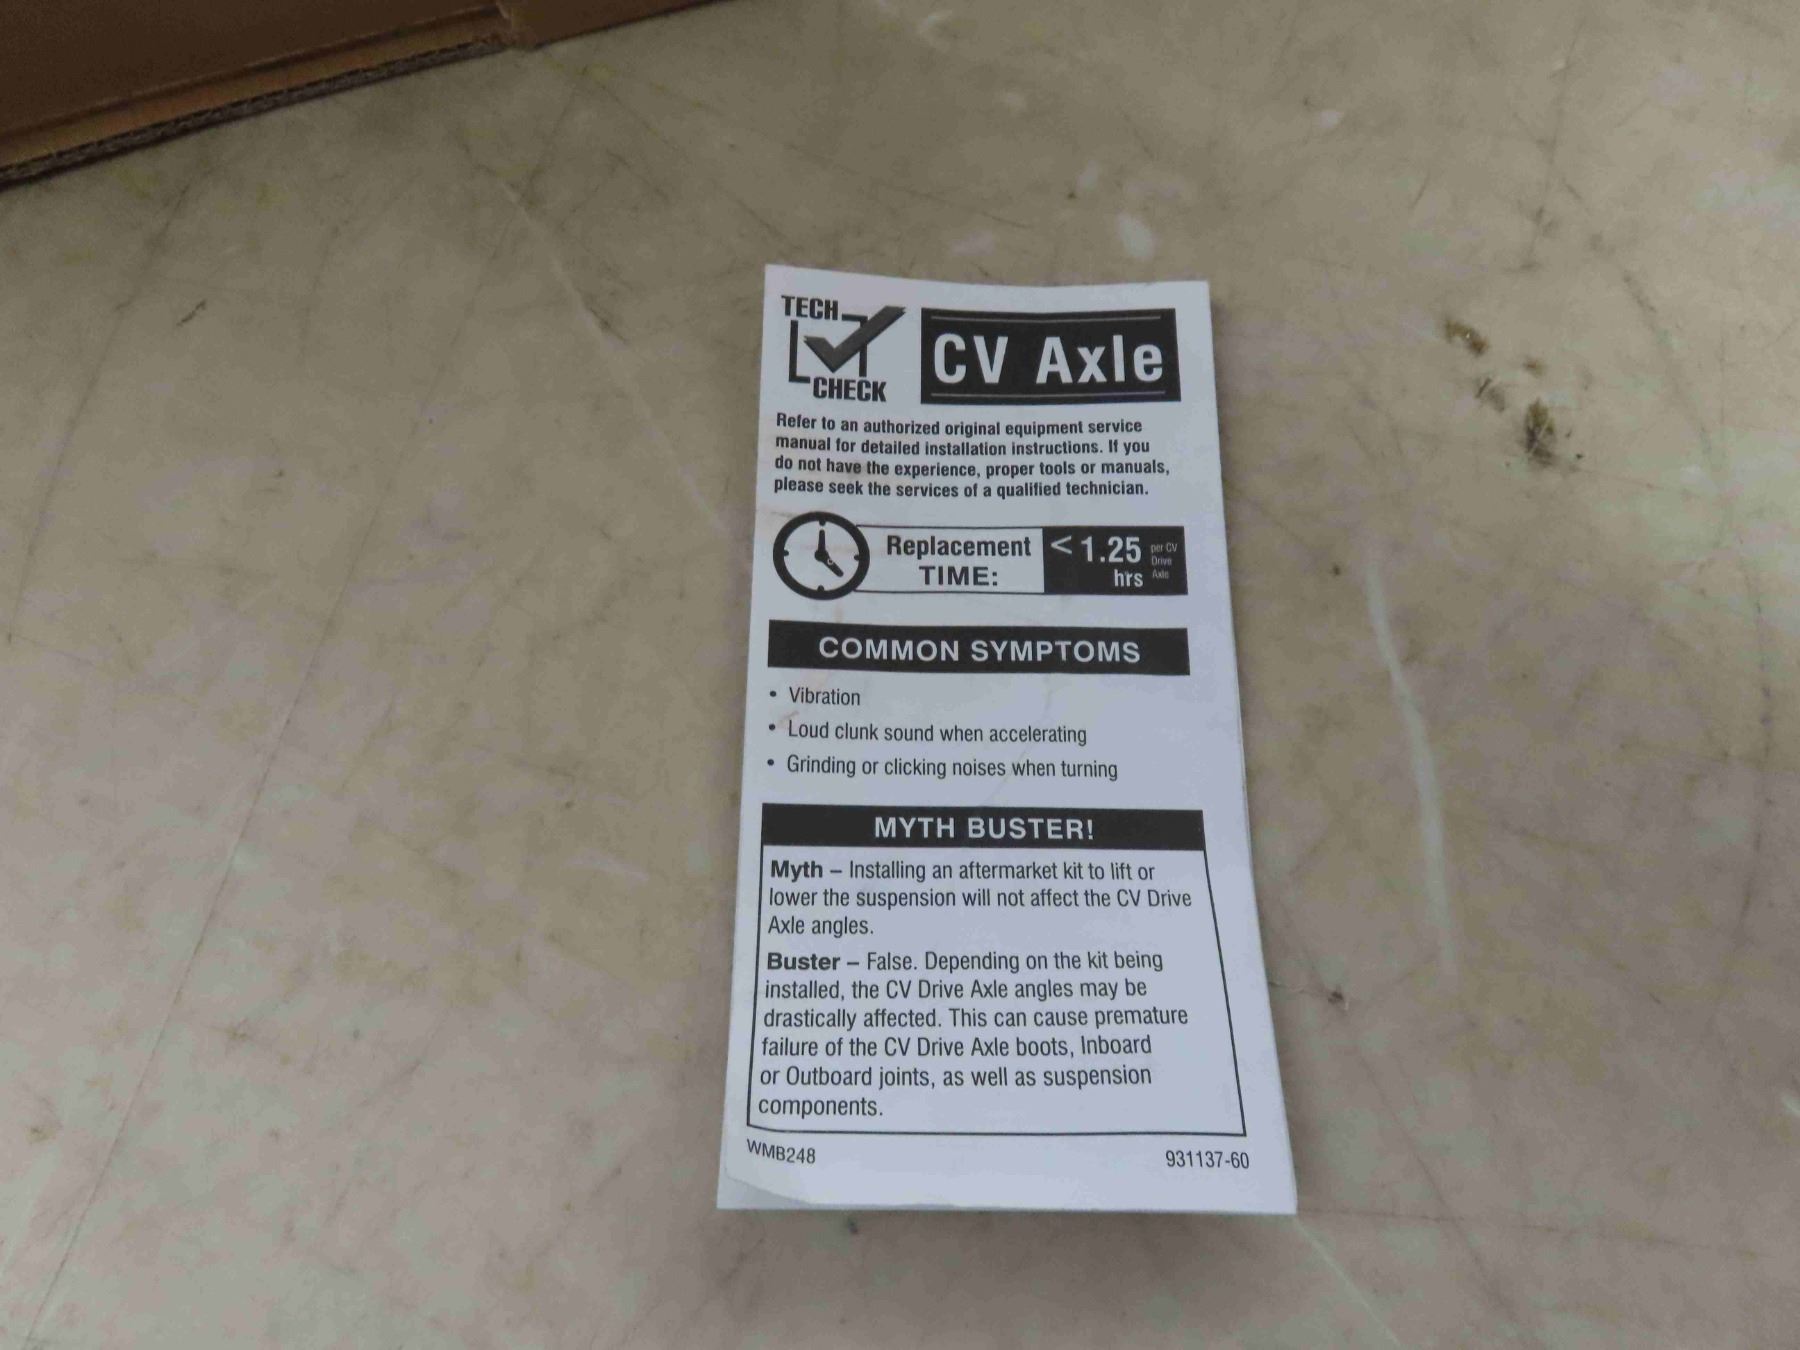 TECH
CHECK
CV Axle
Refer to an authorized original equipment service
manual for detailed installation instructions. If you
do not have the experience, proper tools or manuals,
please seek the services of a qualified technician.
Replacement
TIME:
< 1.25
hrs
per CV
Drive
Axle
COMMON SYMPTOMS
• Vibration
• Loud clunk sound when accelerating
• Grinding or clicking noises when turning
MYTH BUSTER!
Myth – Installing an aftermarket kit to lift or
lower the suspension will not affect the CV Drive
Axle angles.
Buster – False. Depending on the kit being
installed, the CV Drive Axle angles may be
drastically affected. This can cause premature
failure of the CV Drive Axle boots, Inboard
or Outboard joints, as well as suspension
components.
WMB248
931137-60